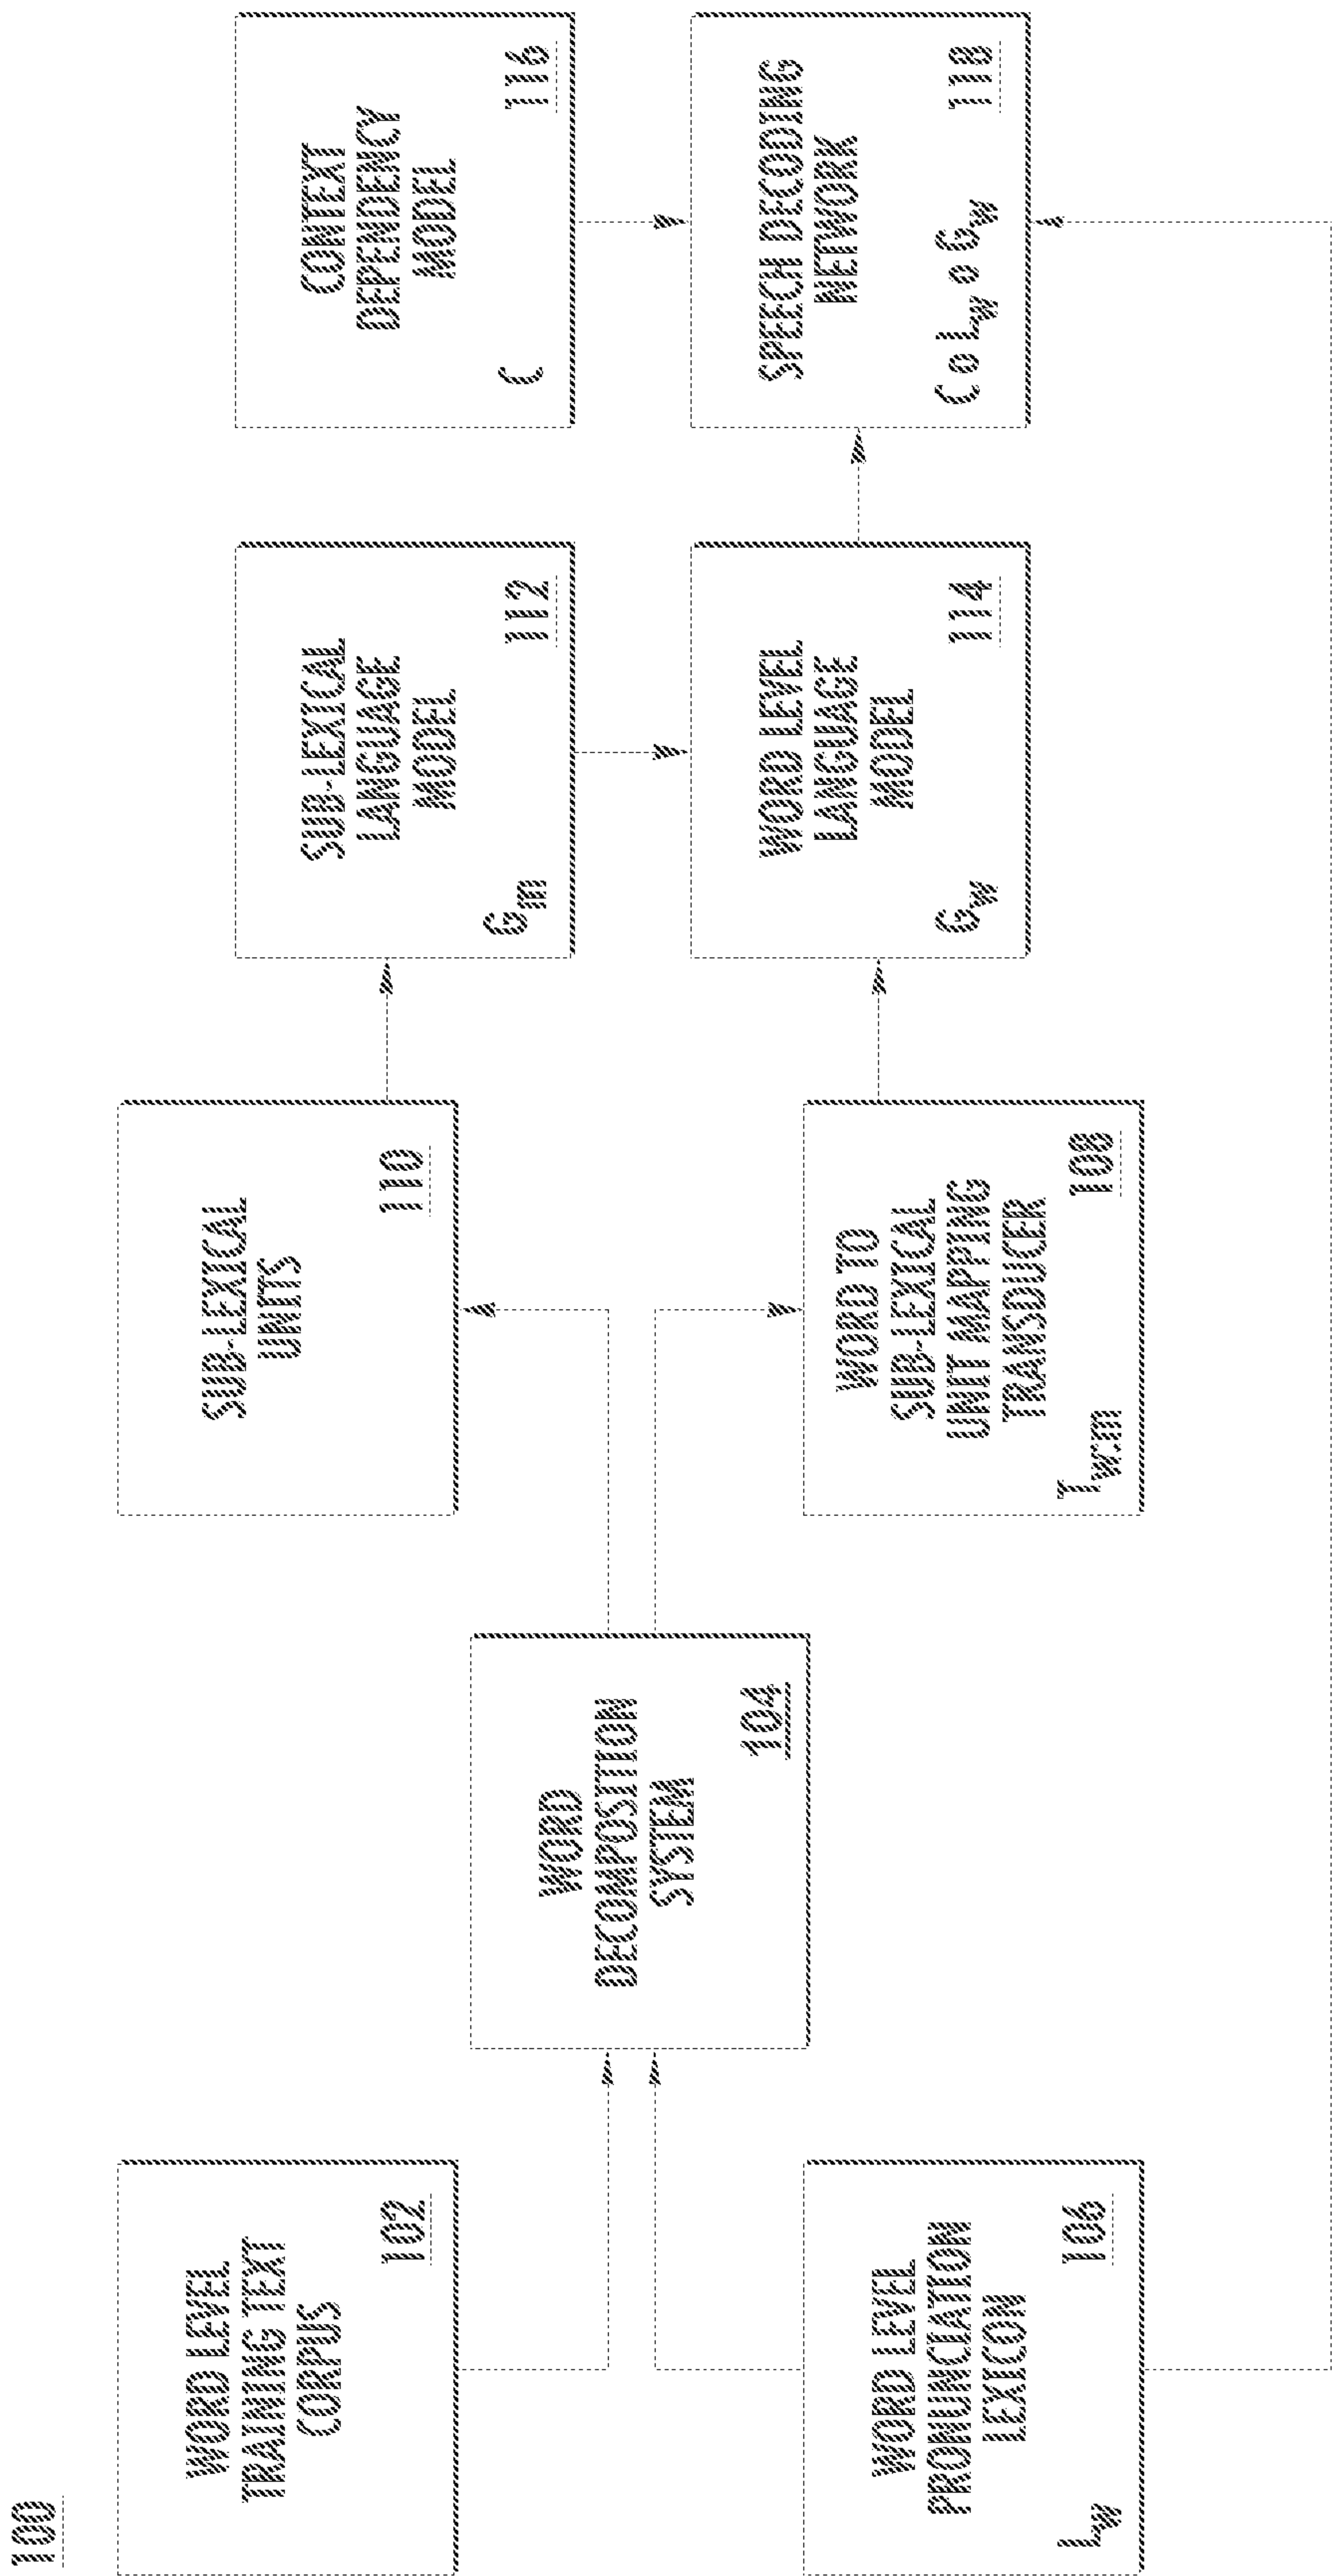 100
WORD LEVEL
TRAINING TEXT
CORPUS
102
WORD LEVEL
PRONUNCIATION
LEXICON
Lw
106
WORD
DECOMPOSITION
SYSTEM
104
SUB-LEXICAL
UNITS
110
WORD TO
SUB-LEXICAL
UNIT MAPPING
TRANSDUCER
Tw:m
108
SUB-LEXICAL
LANGUAGE
MODEL
Gm
112
WORD LEVEL
LANGUAGE
MODEL
Gw
114
CONTEXT
DEPENDENCY
MODEL
C
116
SPEECH DECODING
NETWORK
C o Lw o Gw
118